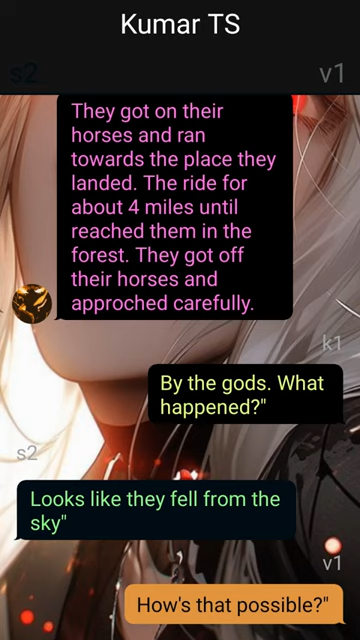 Kumar TS
s2
v1
They got on their
horses and ran
towards the place they
landed. The ride for
about 4 miles until
reached them in the
forest. They got off
their horses and
approched carefully.
k1
By the gods. What
happened?"
s2
Looks like they fell from the
sky"
v1
How's that possible?"